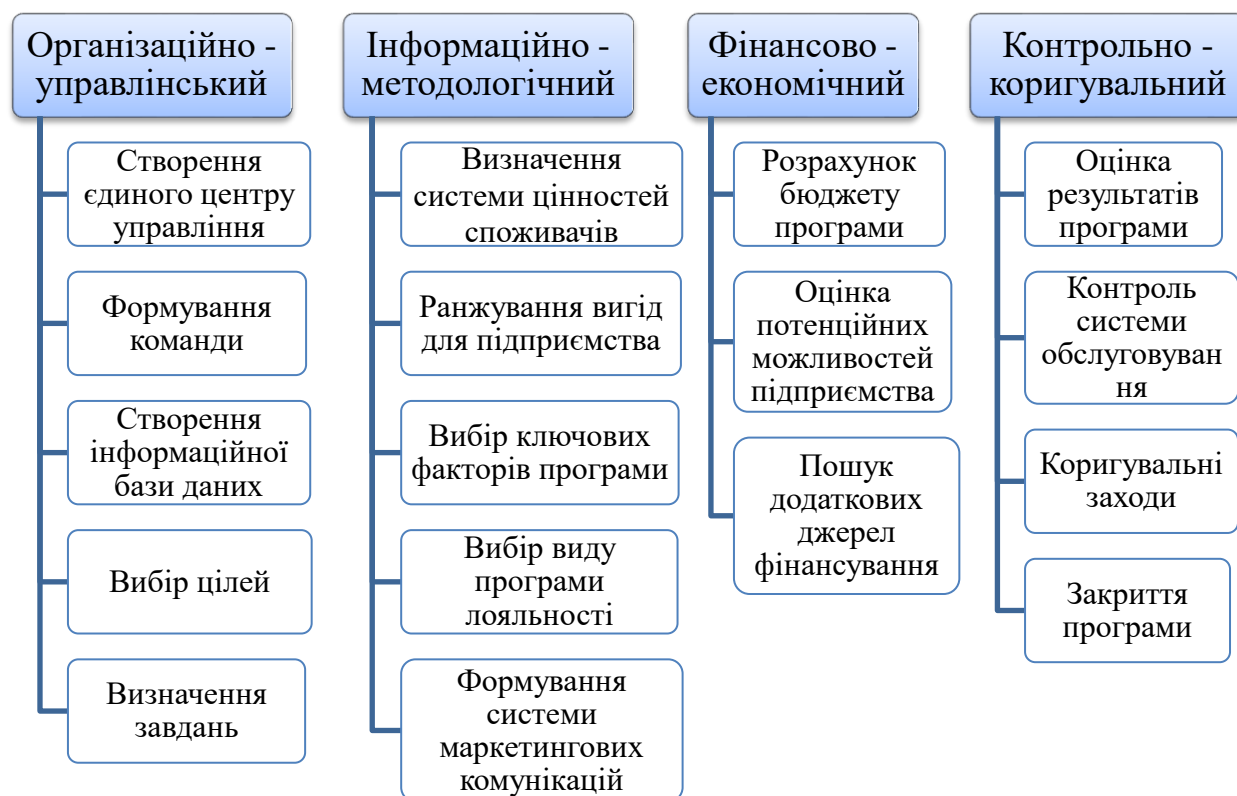 Організаційно -
управлінський
Створення
єдиного центру
управління
Формування
команди
Створення
інформаційної
бази даних
Вибір цілей
Визначення
завдань
Інформаційно -
методологічний
Визначення
системи цінностей
споживачів
Ранжування вигід
для підприємства
Вибір ключових
факторів програми
Вибір виду
програми
лояльності
Формування
системи
маркетингових
комунікацій
Фінансово -
економічний
Розрахунок
бюджету
програми
Оцінка
потенційних
можливостей
підприємства
Пошук
додаткових
джерел
фінансування
Контрольно -
коригувальний
Оцінка
результатів
програми
Контроль
системи
обслуговуван
ня
Коригувальні
заходи
Закриття
програми